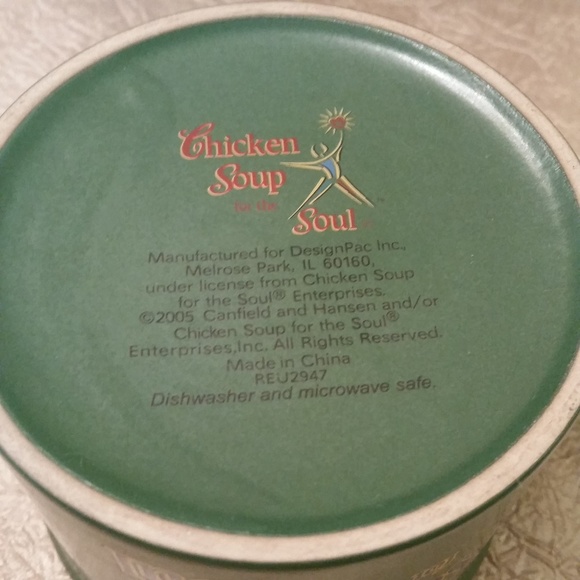 Chicken
Soup
for the
Soul
Manufactured for DesignPac Inc.
Melrose Park, IL 60160,
under license from Chicken Soup
for the Soul® Enterprises.
©2005 Canfield and Hansen and/or
Chicken Soup for the Soul®
Enterprises,Inc. All Rights Reserved.
Made in China
REU2947
Dishwasher and microwave safe.